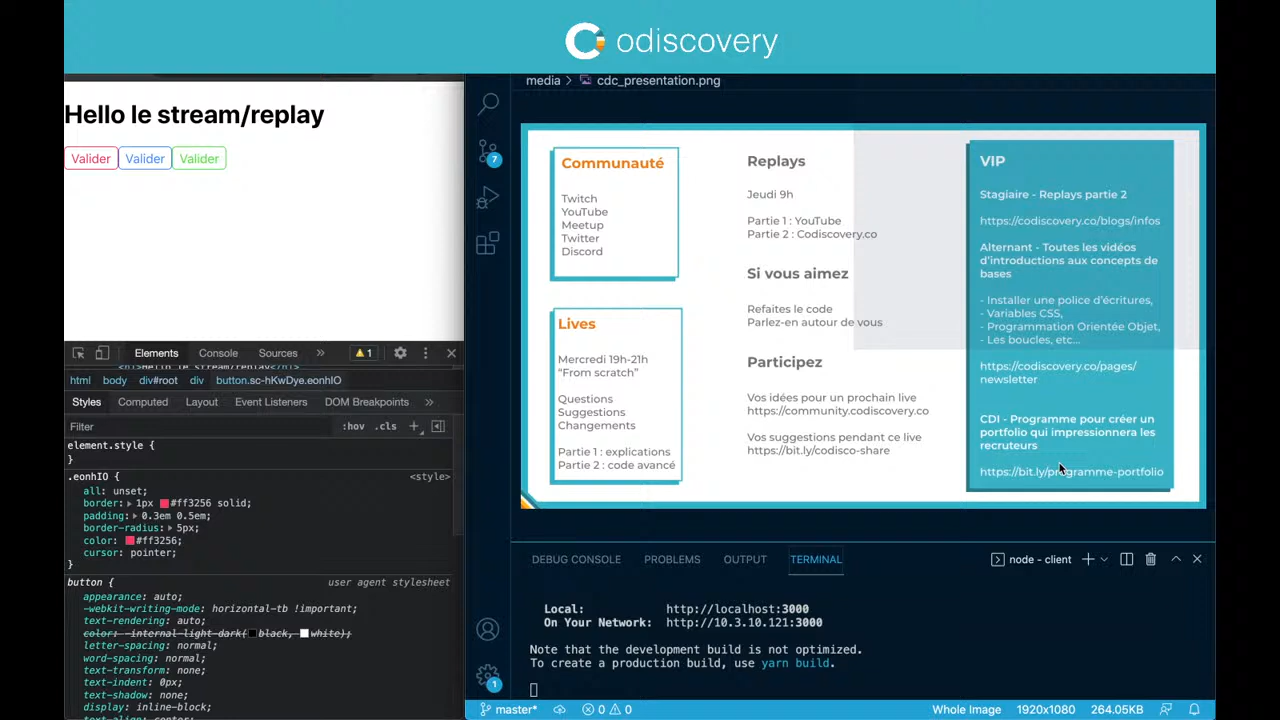 Codiscovery
Hello le stream/replay
Valider Valider Valider
Elements Console Sources » 1
html body div#root div button.sc-hKwDye.eonhIO
Styles Computed Layout Event Listeners DOM Breakpoints »
Filter :hov .cls +
element.style {
}
.eonhIO { <style>
all: unset;
border: 1px #ff3256 solid;
padding: 0.3em 0.5em;
border-radius: 5px;
color: #ff3256;
cursor: pointer;
}
button { user agent stylesheet
appearance: auto;
-webkit-writing-mode: horizontal-tb !important;
text-rendering: auto;
color: -internal-light-dark( black, white);
letter-spacing: normal;
word-spacing: normal;
text-transform: none;
text-indent: 0px;
text-shadow: none;
display: inline-block;
text-align: center;
media > cdc_presentation.png
7
Communauté
Twitch
YouTube
Meetup
Twitter
Discord
Lives
Mercredi 19h-21h
“From scratch”
Questions
Suggestions
Changements
Partie 1 : explications
Partie 2 : code avancé
Replays
Jeudi 9h
Partie 1 : YouTube
Partie 2 : Codiscovery.co
Si vous aimez
Refaites le code
Parlez-en autour de vous
Participez
Vos idées pour un prochain live
https://community.codiscovery.co
Vos suggestions pendant ce live
https://bit.ly/codisco-share
VIP
Stagiaire - Replays partie 2
https://codiscovery.co/blogs/infos
Alternant - Toutes les vidéos
d’introductions aux concepts de
bases
- Installer une police d’écritures,
- Variables CSS,
- Programmation Orientée Objet,
- Les boucles, etc...
https://codiscovery.co/pages/
newsletter
CDI - Programme pour créer un
portfolio qui impressionnera les
recruteurs
https://bit.ly/programme-portfolio
DEBUG CONSOLE PROBLEMS OUTPUT TERMINAL node - client
Local: http://localhost:3000
On Your Network: http://10.3.10.121:3000
Note that the development build is not optimized.
To create a production build, use yarn build.
1
master* 0 0 Whole Image 1920x1080 264.05KB